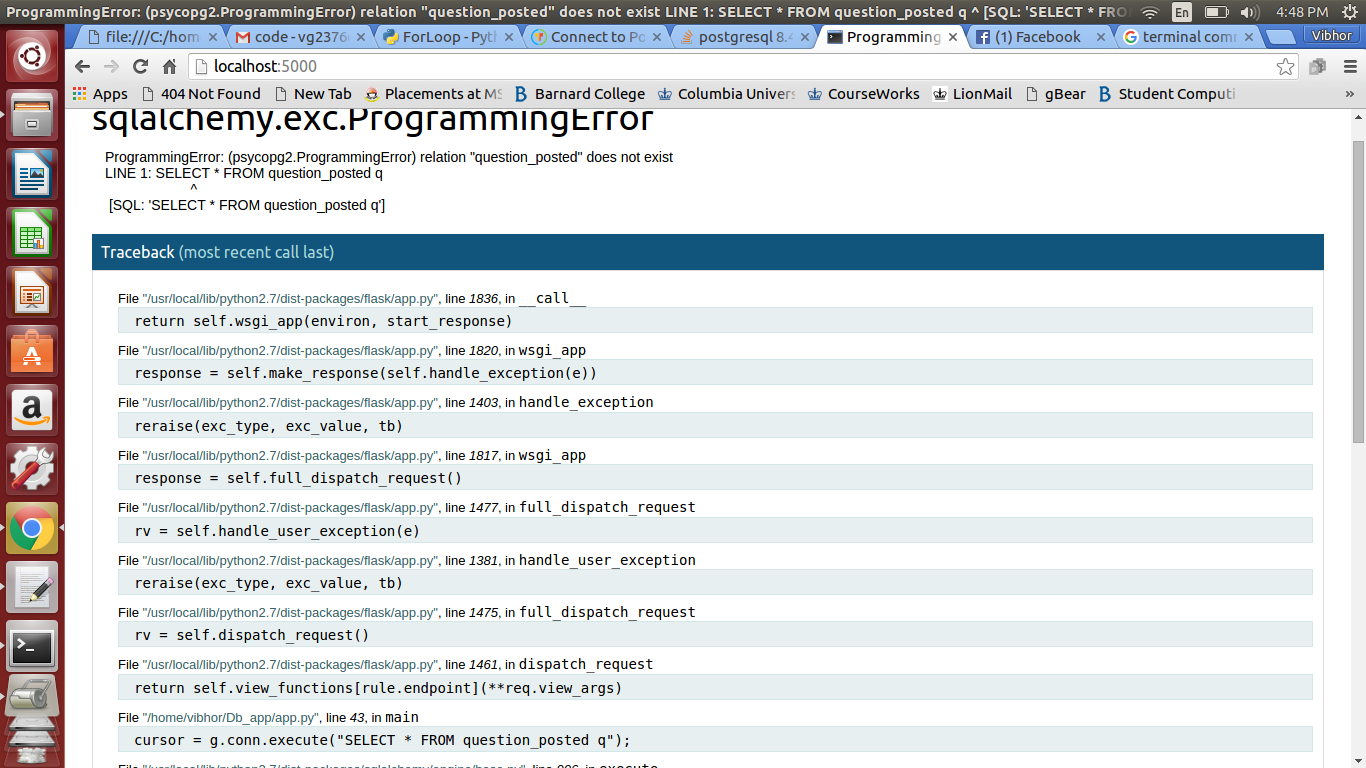 ProgrammingError: (psycopg2.ProgrammingError) relation "question_posted" does not exist LINE 1: SELECT * FROM question_posted q ^ [SQL: 'SELECT * FRO
En
4:48 PM
file:///C:/hom
code - vg2376
ForLoop - Pyth
Connect to Po
postgresql 8.4
Programming
(1) Facebook
terminal com
Vibhor
localhost:5000
Apps
404 Not Found
New Tab
Placements at MS
Barnard College
Columbia Univers
CourseWorks
LionMail
gBear
Student Computi
»
sqlalchemy.exc.ProgrammingError
ProgrammingError: (psycopg2.ProgrammingError) relation "question_posted" does not exist
LINE 1: SELECT * FROM question_posted q
^
[SQL: 'SELECT * FROM question_posted q']
Traceback (most recent call last)
File "/usr/local/lib/python2.7/dist-packages/flask/app.py", line 1836, in __call__
return self.wsgi_app(environ, start_response)
File "/usr/local/lib/python2.7/dist-packages/flask/app.py", line 1820, in wsgi_app
response = self.make_response(self.handle_exception(e))
File "/usr/local/lib/python2.7/dist-packages/flask/app.py", line 1403, in handle_exception
reraise(exc_type, exc_value, tb)
File "/usr/local/lib/python2.7/dist-packages/flask/app.py", line 1817, in wsgi_app
response = self.full_dispatch_request()
File "/usr/local/lib/python2.7/dist-packages/flask/app.py", line 1477, in full_dispatch_request
rv = self.handle_user_exception(e)
File "/usr/local/lib/python2.7/dist-packages/flask/app.py", line 1381, in handle_user_exception
reraise(exc_type, exc_value, tb)
File "/usr/local/lib/python2.7/dist-packages/flask/app.py", line 1475, in full_dispatch_request
rv = self.dispatch_request()
File "/usr/local/lib/python2.7/dist-packages/flask/app.py", line 1461, in dispatch_request
return self.view_functions[rule.endpoint](**req.view_args)
File "/home/vibhor/Db_app/app.py", line 43, in main
cursor = g.conn.execute("SELECT * FROM question_posted q");